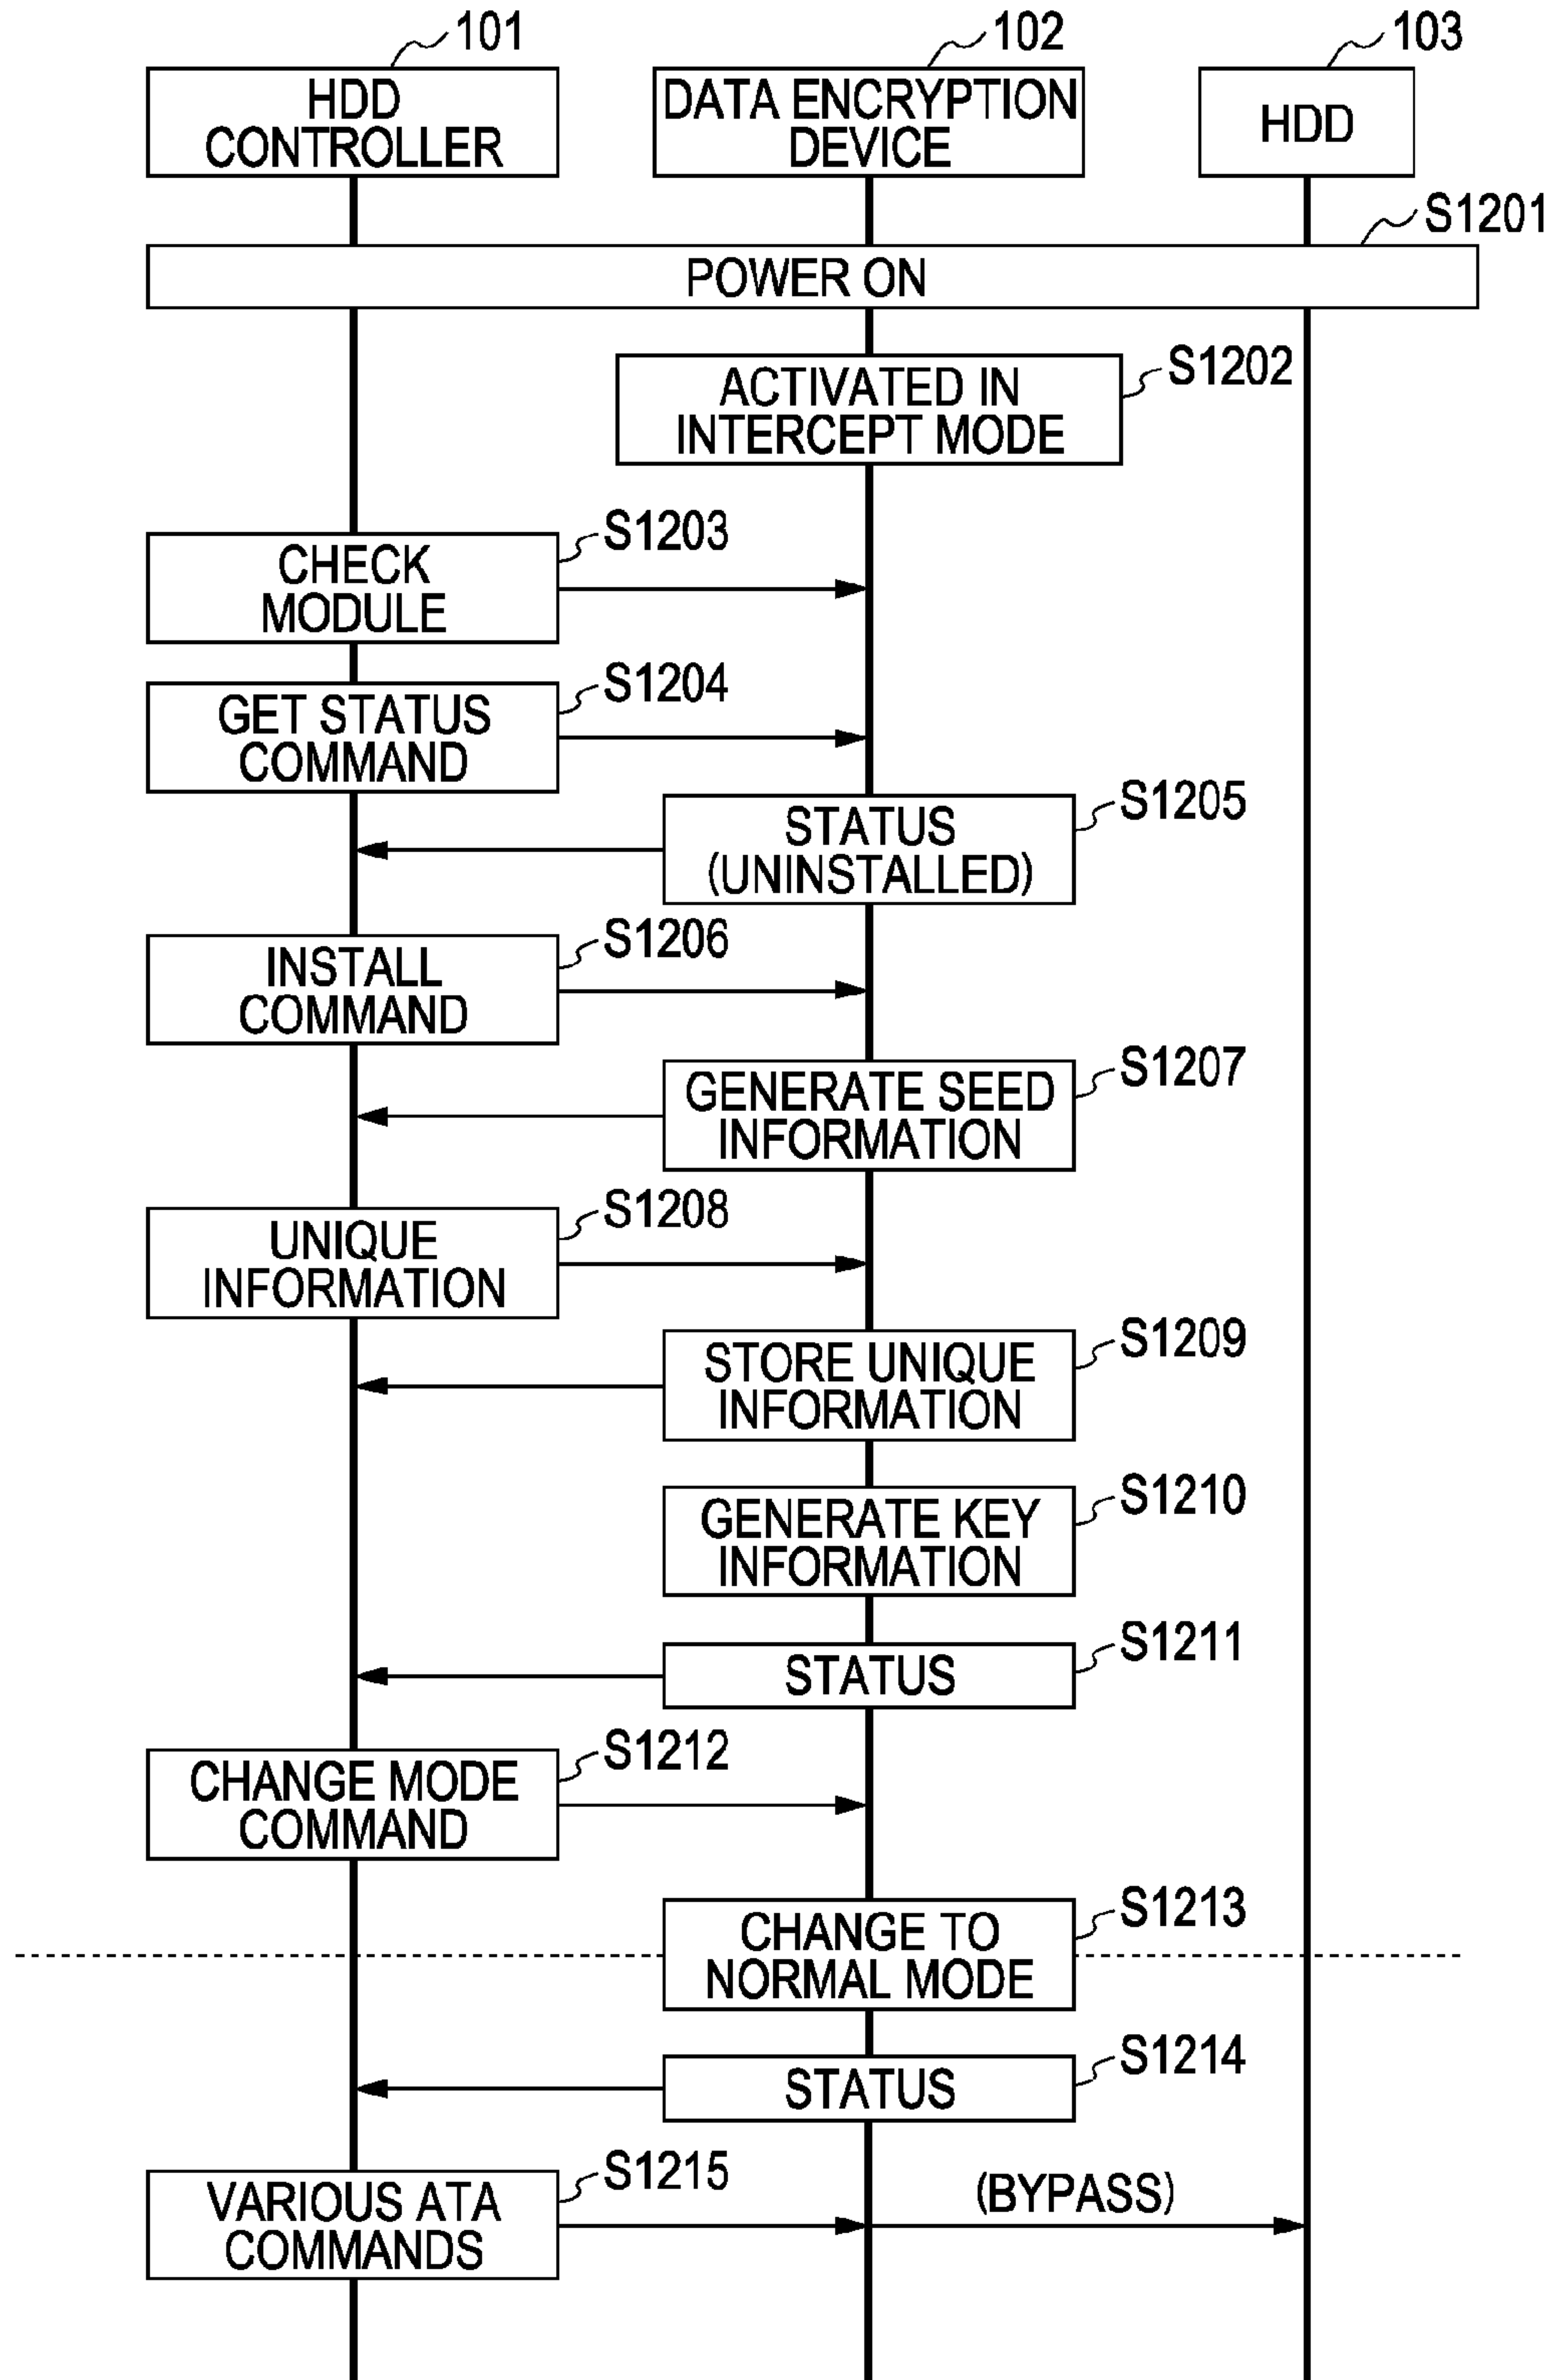 101
102
103
HDD
CONTROLLER
DATA ENCRYPTION
DEVICE
HDD
S1201
POWER ON
S1202
ACTIVATED IN
INTERCEPT MODE
S1203
CHECK
MODULE
S1204
GET STATUS
COMMAND
S1205
STATUS
(UNINSTALLED)
S1206
INSTALL
COMMAND
S1207
GENERATE SEED
INFORMATION
S1208
UNIQUE
INFORMATION
S1209
STORE UNIQUE
INFORMATION
S1210
GENERATE KEY
INFORMATION
S1211
STATUS
S1212
CHANGE MODE
COMMAND
S1213
CHANGE TO
NORMAL MODE
S1214
STATUS
S1215
VARIOUS ATA
COMMANDS
(BYPASS)